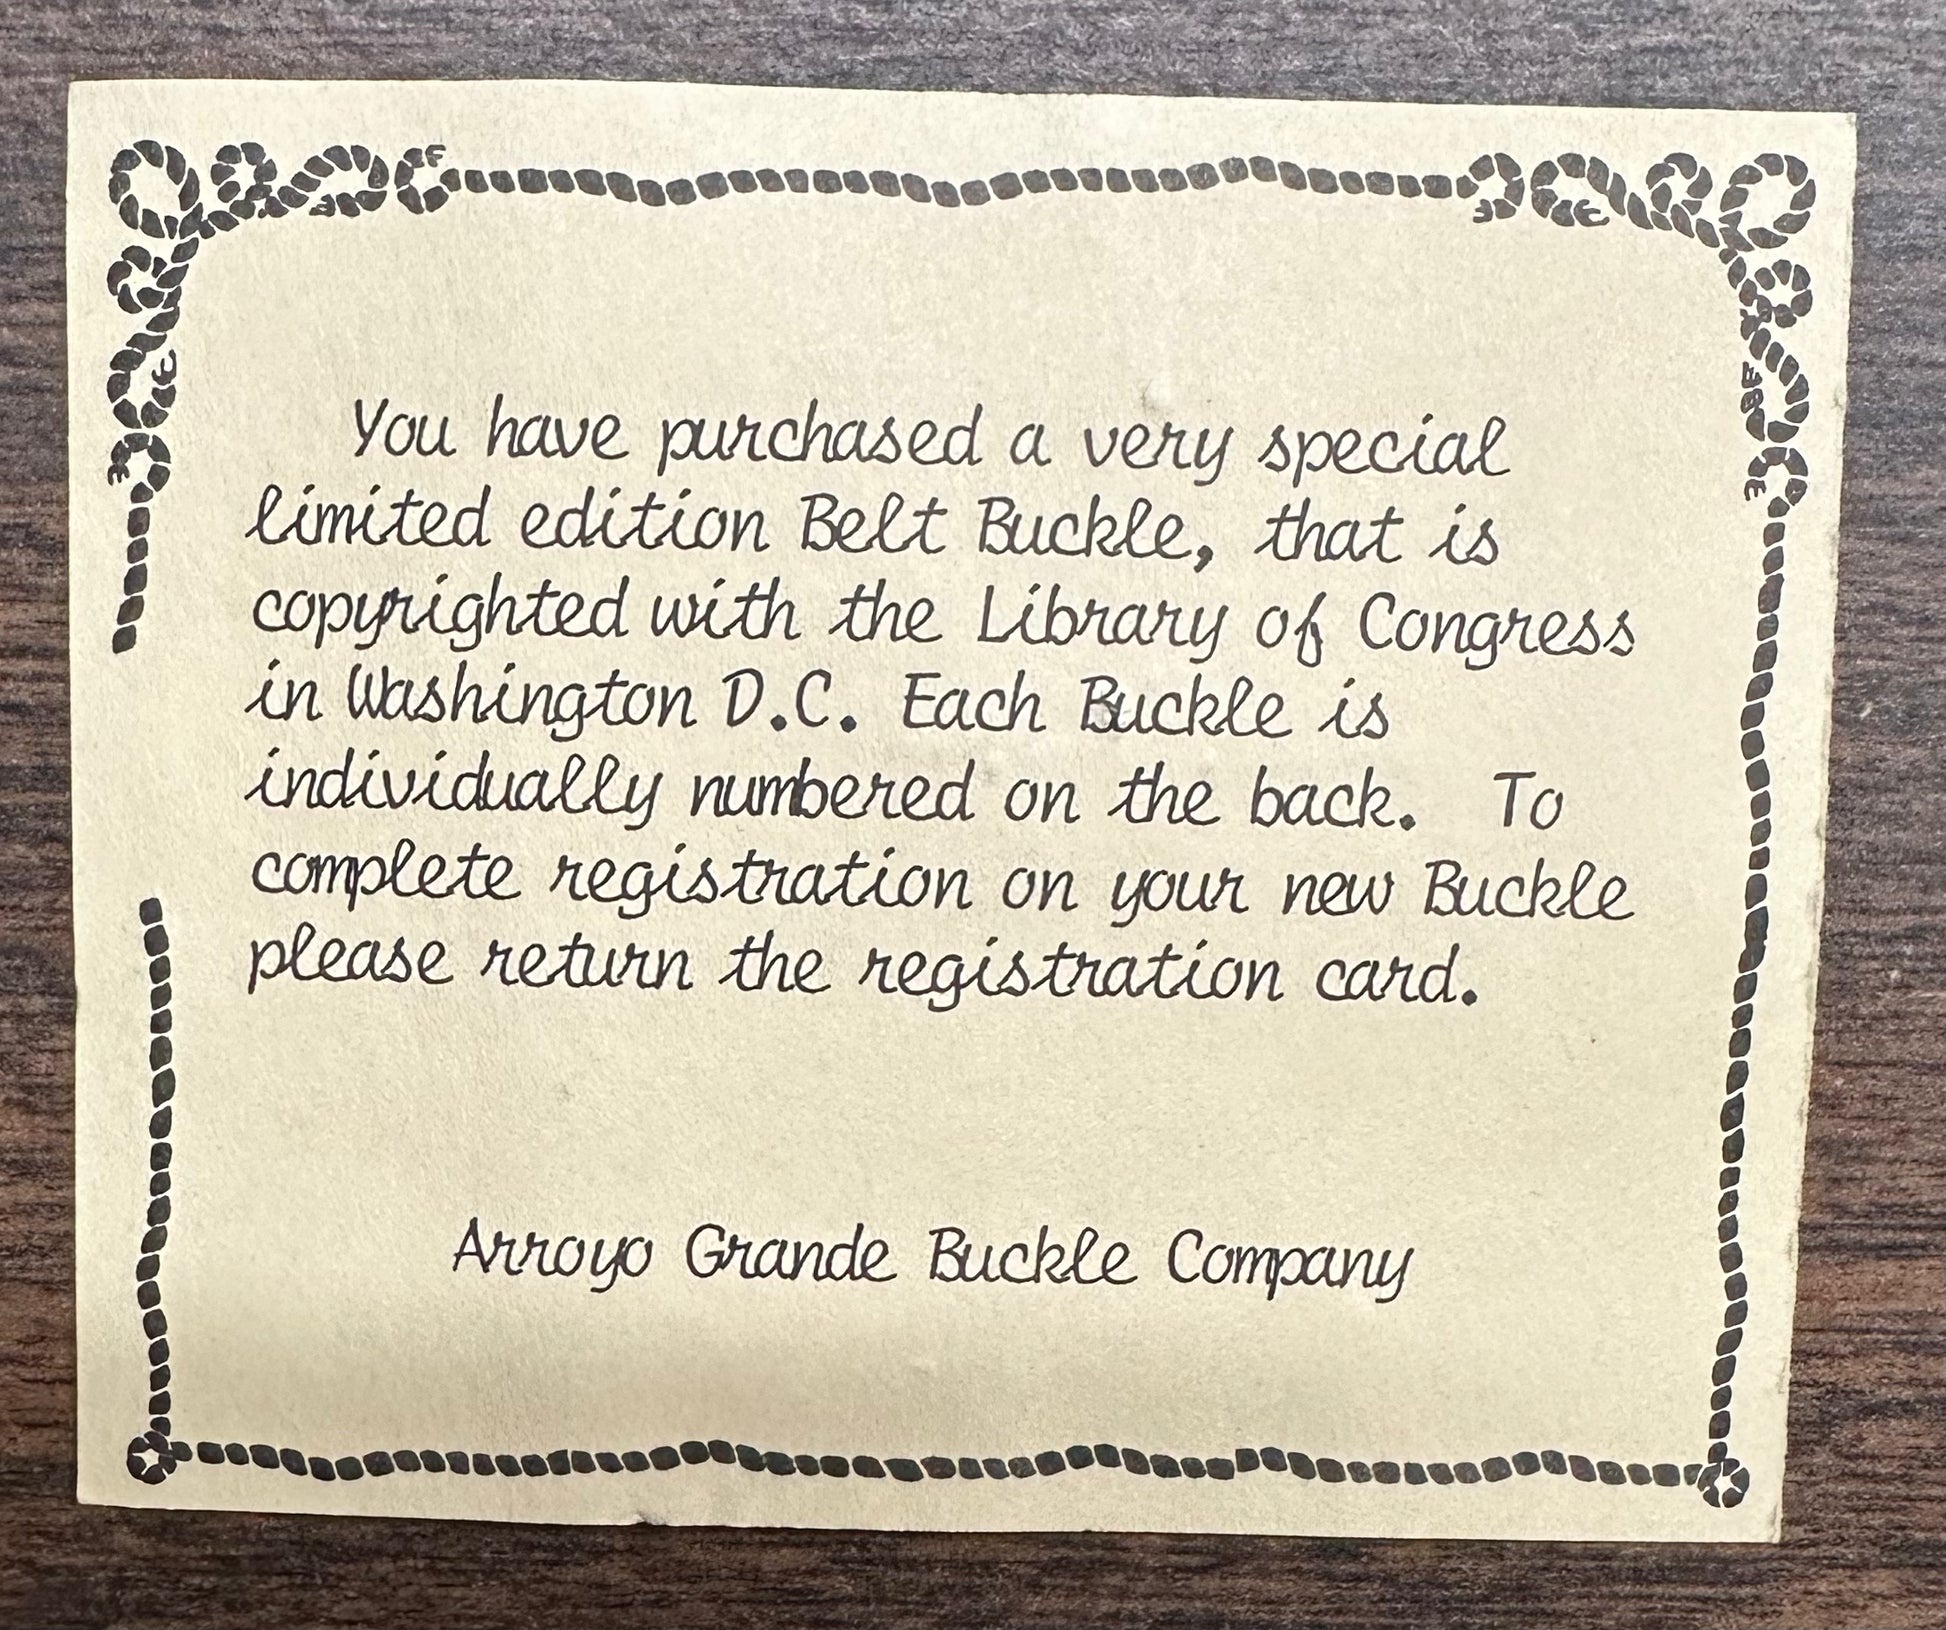 You have purchased a very special
limited edition Belt Buckle, that is
copyrighted with the Library of Congress
in Washington D.C. Each Buckle is
individually numbered on the back. To
complete registration on your new Buckle
please return the registration card.
Arroyo Grande Buckle Company